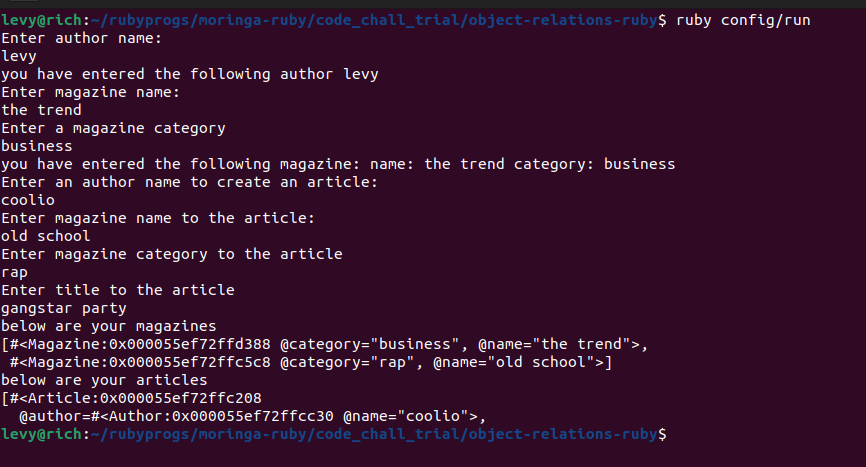 levy@rich:~/rubyprogs/moringa-ruby/code_chall_trial/object-relations-ruby$ ruby config/run
Enter author name:
levy
you have entered the following author levy
Enter magazine name:
the trend
Enter a magazine category
business
you have entered the following magazine: name: the trend category: business
Enter an author name to create an article:
coolio
Enter magazine name to the article:
old school
Enter magazine category to the article
rap
Enter title to the article
gangstar party
below are your magazines
[#<Magazine:0x000055ef72ffd388 @category="business", @name="the trend">,
 #<Magazine:0x000055ef72ffc5c8 @category="rap", @name="old school">]
below are your articles
[#<Article:0x000055ef72ffc208
  @author=#<Author:0x000055ef72ffcc30 @name="coolio">,
levy@rich:~/rubyprogs/moringa-ruby/code_chall_trial/object-relations-ruby$